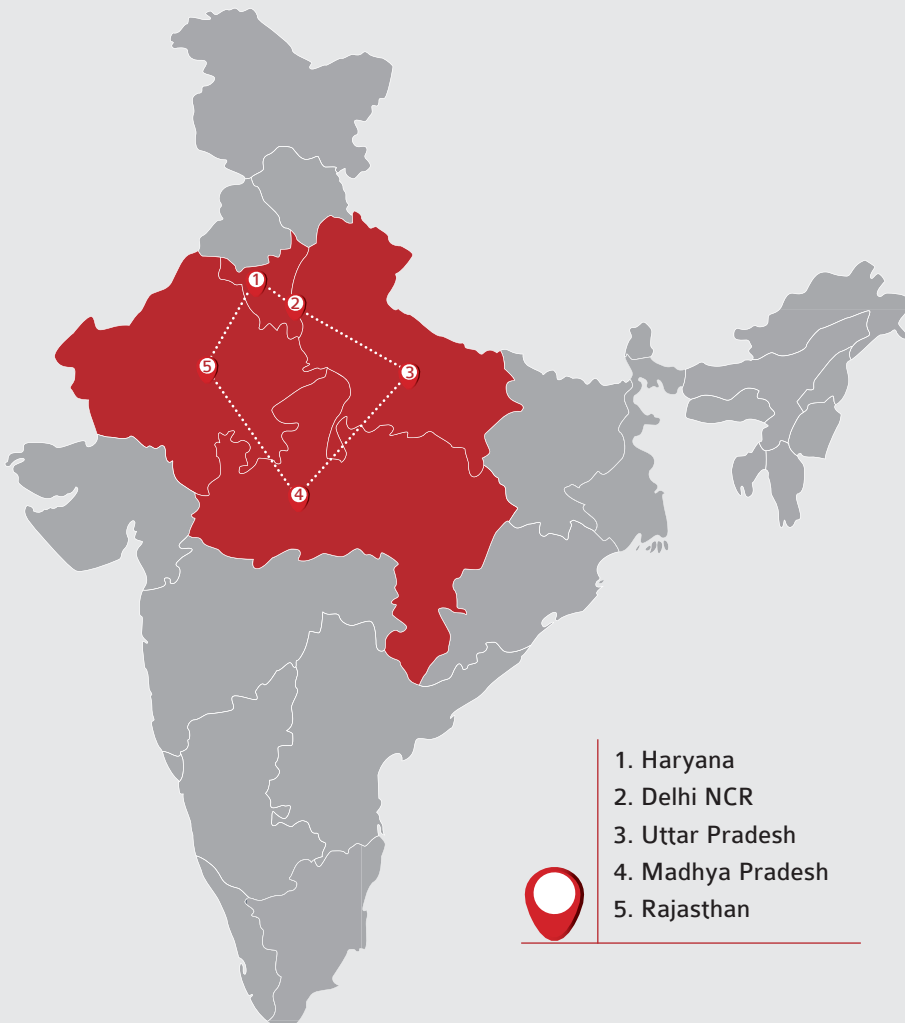 1
2
3
4
5
1. Haryana
2. Delhi NCR
3. Uttar Pradesh
4. Madhya Pradesh
5. Rajasthan